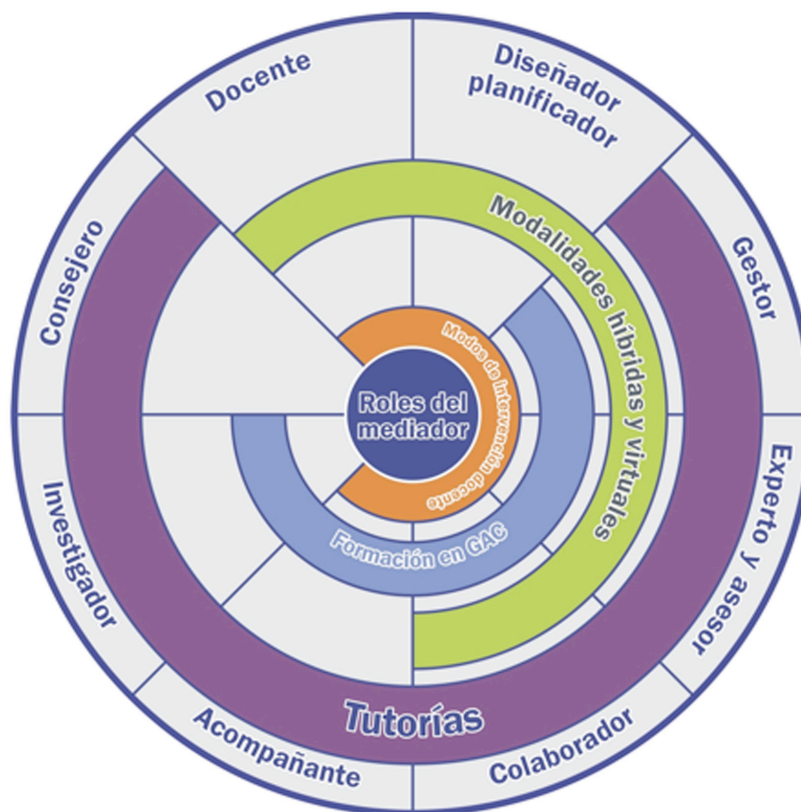 Docente
Diseñador
planificador
Consejero
Gestor
Modalidades híbridas y virtuales
Modos de intervención docente
Roles del
mediador
Formación en GAC
Investigador
Experto y asesor
Tutorías
Acompañante
Colaborador